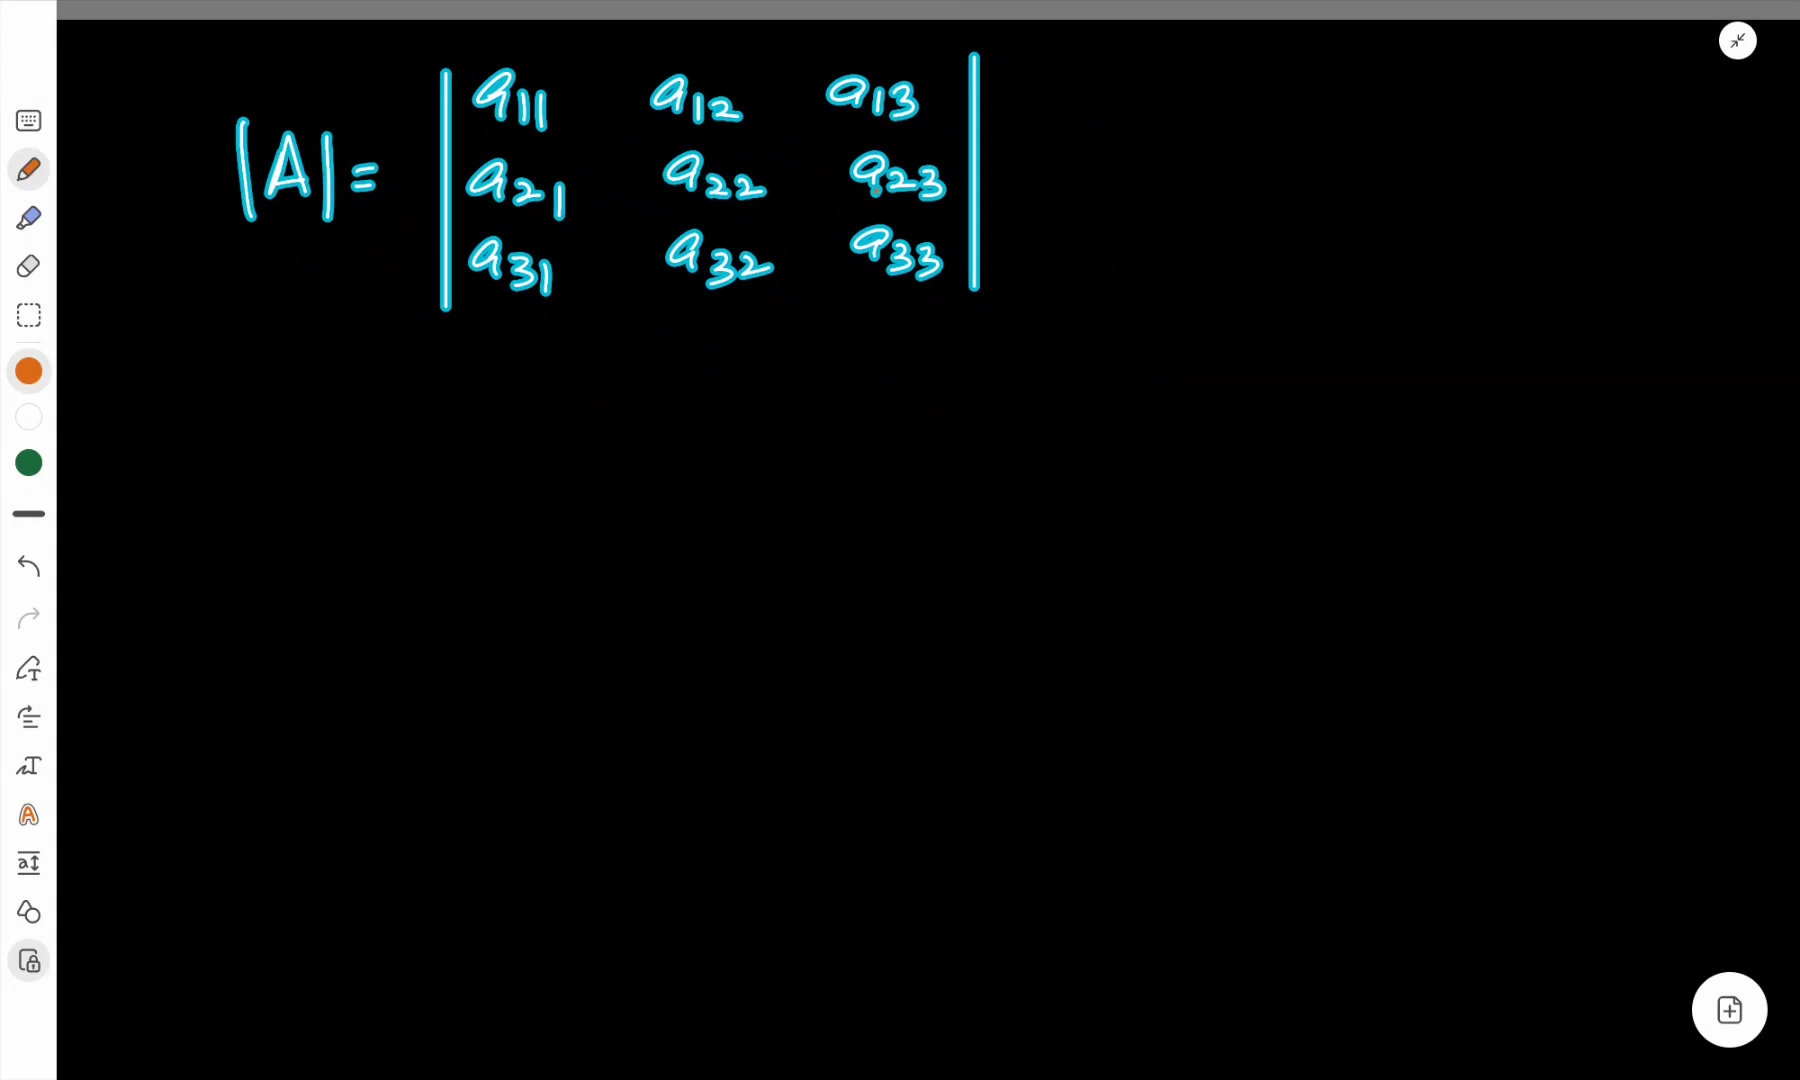 |A| = | a11 a12 a13 |
| a21 a22 a23 |
| a31 a32 a33 |